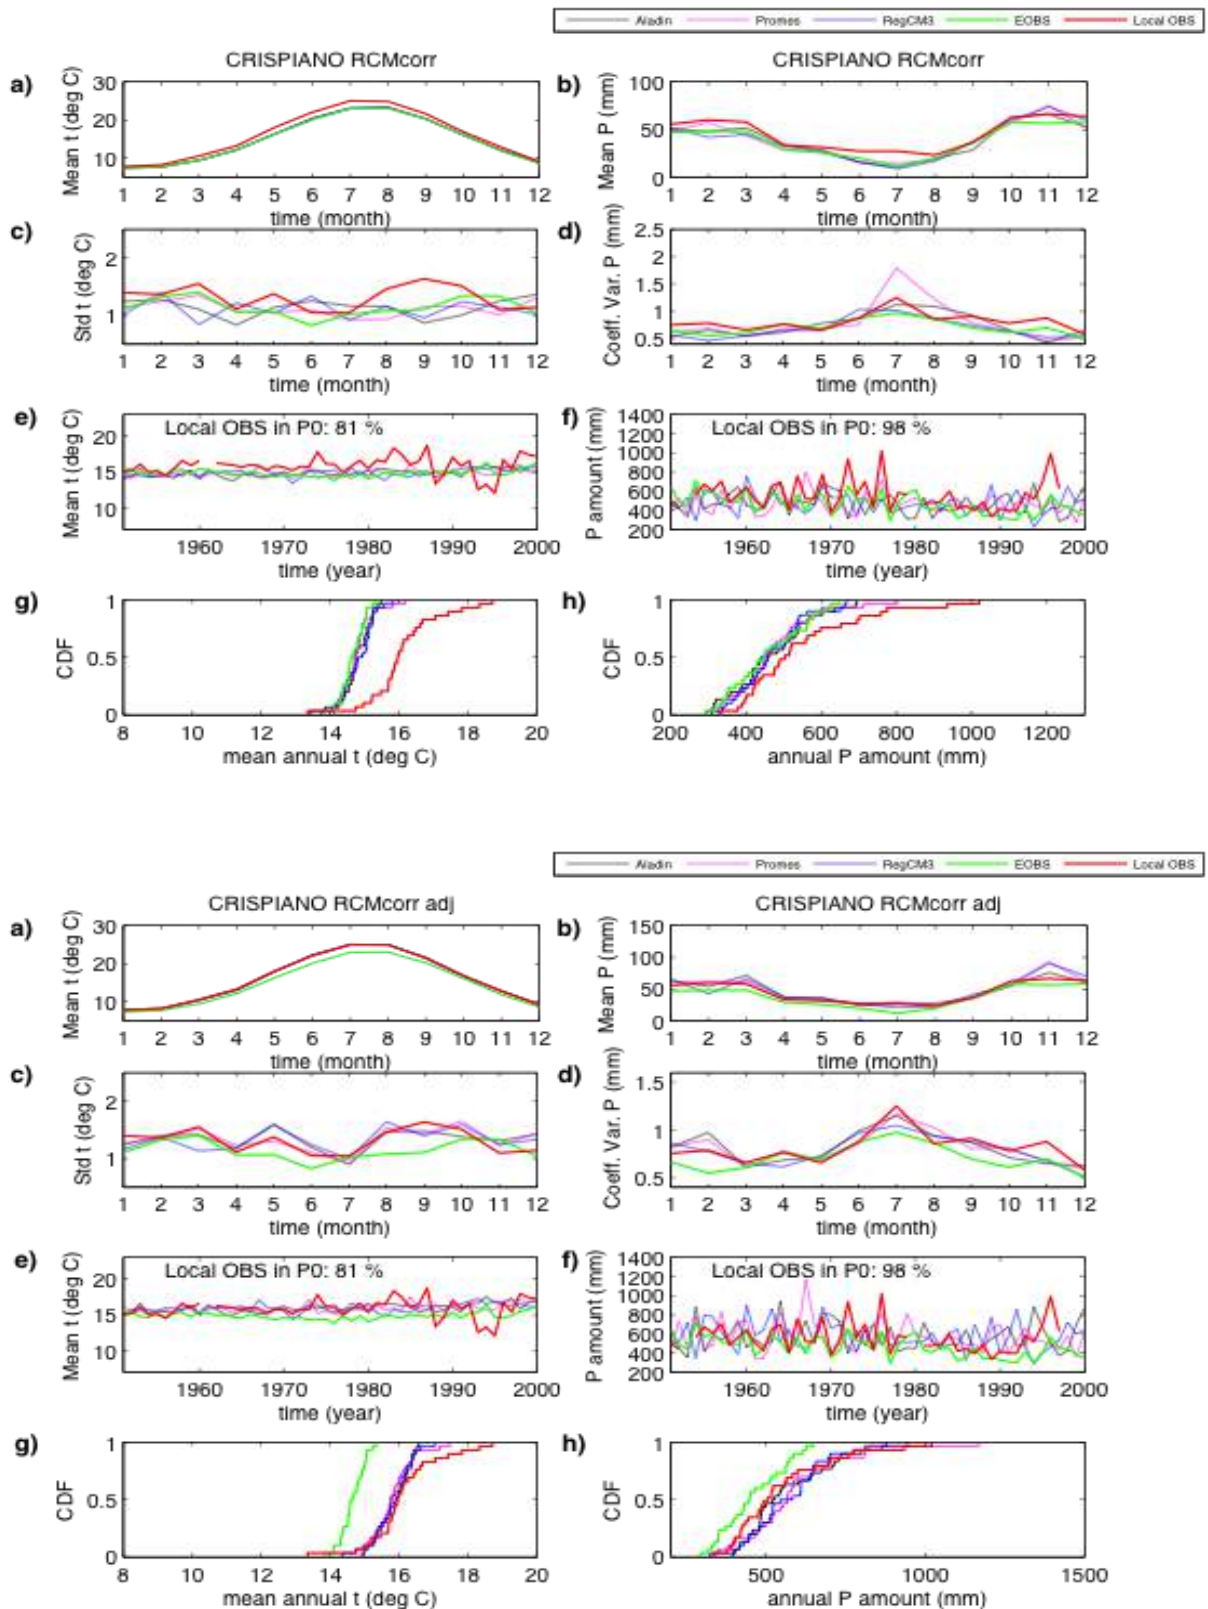 Aladin Promes RegCM3 EOBS Local OBS
CRISPIANO RCMcorr
CRISPIANO RCMcorr
a)
Mean t (deg C)
30
20
10
1 2 3 4 5 6 7 8 9 10 11 12
time (month)
b)
Mean P (mm)
100
50
0
1 2 3 4 5 6 7 8 9 10 11 12
time (month)
c)
Std t (deg C)
2
1
1 2 3 4 5 6 7 8 9 10 11 12
time (month)
d)
Coeff. Var. P (mm)
2.5
1.5
0.5
1 2 3 4 5 6 7 8 9 10 11 12
time (month)
e)
Mean t (deg C)
Local OBS in P0: 81 %
20
15
10
1960 1970 1980 1990 2000
time (year)
f)
P amount (mm)
Local OBS in P0: 98 %
1400
1200
1000
800
600
400
200
1960 1970 1980 1990 2000
time (year)
g)
CDF
1
0.5
0
8 10 12 14 16 18 20
mean annual t (deg C)
h)
CDF
1
0.5
0
200 400 600 800 1000 1200
annual P amount (mm)
Aladin Promes RegCM3 EOBS Local OBS
CRISPIANO RCMcorr adj
CRISPIANO RCMcorr adj
a)
Mean t (deg C)
30
20
10
1 2 3 4 5 6 7 8 9 10 11 12
time (month)
b)
Mean P (mm)
150
100
50
0
1 2 3 4 5 6 7 8 9 10 11 12
time (month)
c)
Std t (deg C)
2
1
1 2 3 4 5 6 7 8 9 10 11 12
time (month)
d)
Coeff. Var. P (mm)
1.5
1
0.5
1 2 3 4 5 6 7 8 9 10 11 12
time (month)
e)
Mean t (deg C)
Local OBS in P0: 81 %
20
15
10
1960 1970 1980 1990 2000
time (year)
f)
P amount (mm)
Local OBS in P0: 98 %
1400
1200
1000
800
600
400
200
1960 1970 1980 1990 2000
time (year)
g)
CDF
1
0.5
0
8 10 12 14 16 18 20
mean annual t (deg C)
h)
CDF
1
0.5
0
500 1000 1500
annual P amount (mm)